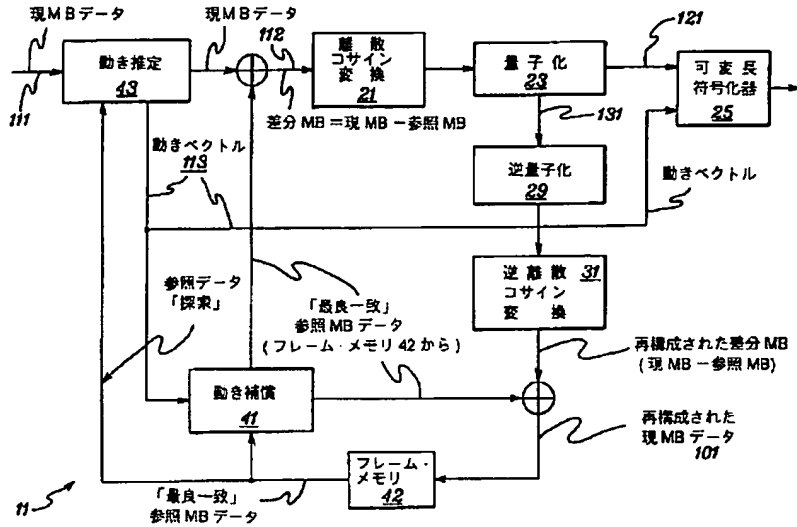 現MBデータ
現MBデータ
112
121
動き推定
43
離散
コサイン
変換
21
量子化
23
可変長
符号化器
25
111
差分MB＝現MB－参照MB
131
動きベクトル
113
逆量子化
29
動きベクトル
参照データ
「探索」
「最良一致」
参照MBデータ
(フレーム・メモリ42から)
逆離散
コサイン
変換
31
再構成された差分MB
(現MB－参照MB)
動き補償
41
再構成された
現MBデータ
101
フレーム・
メモリ
42
「最良一致」
参照MBデータ
11